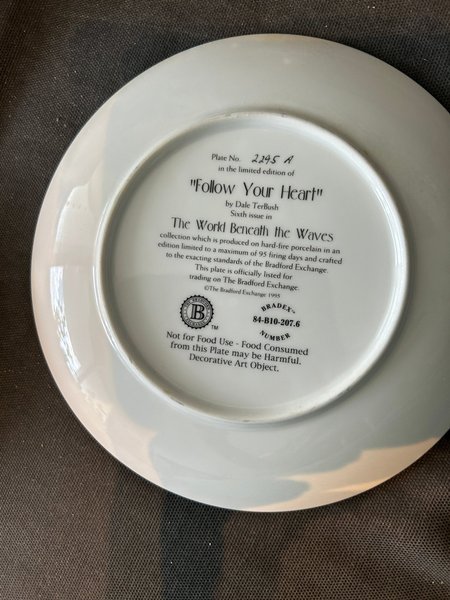 Plate No. 2295 A
in the limited edition of
"Follow Your Heart"
by Dale TerBush
Sixth issue in
The World Beneath the Waves
collection which is produced on hard-fire porcelain in an
edition limited to a maximum of 95 firing days and crafted
to the exacting standards of the Bradford Exchange.
This plate is officially listed for
trading on The Bradford Exchange.
©The Bradford Exchange 1995
B
TM
BRADEX™
84-B10-207.6
NUMBER
Not for Food Use - Food Consumed
from this Plate may be Harmful.
Decorative Art Object.